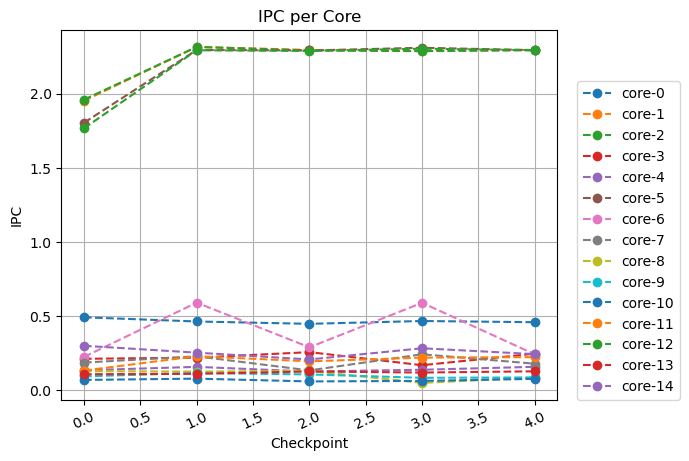 IPC per Core
IPC
2.0
1.5
1.0
0.5
0.0
0.0
0.5
1.0
1.5
2.0
2.5
3.0
3.5
4.0
Checkpoint
core-0
core-1
core-2
core-3
core-4
core-5
core-6
core-7
core-8
core-9
core-10
core-11
core-12
core-13
core-14